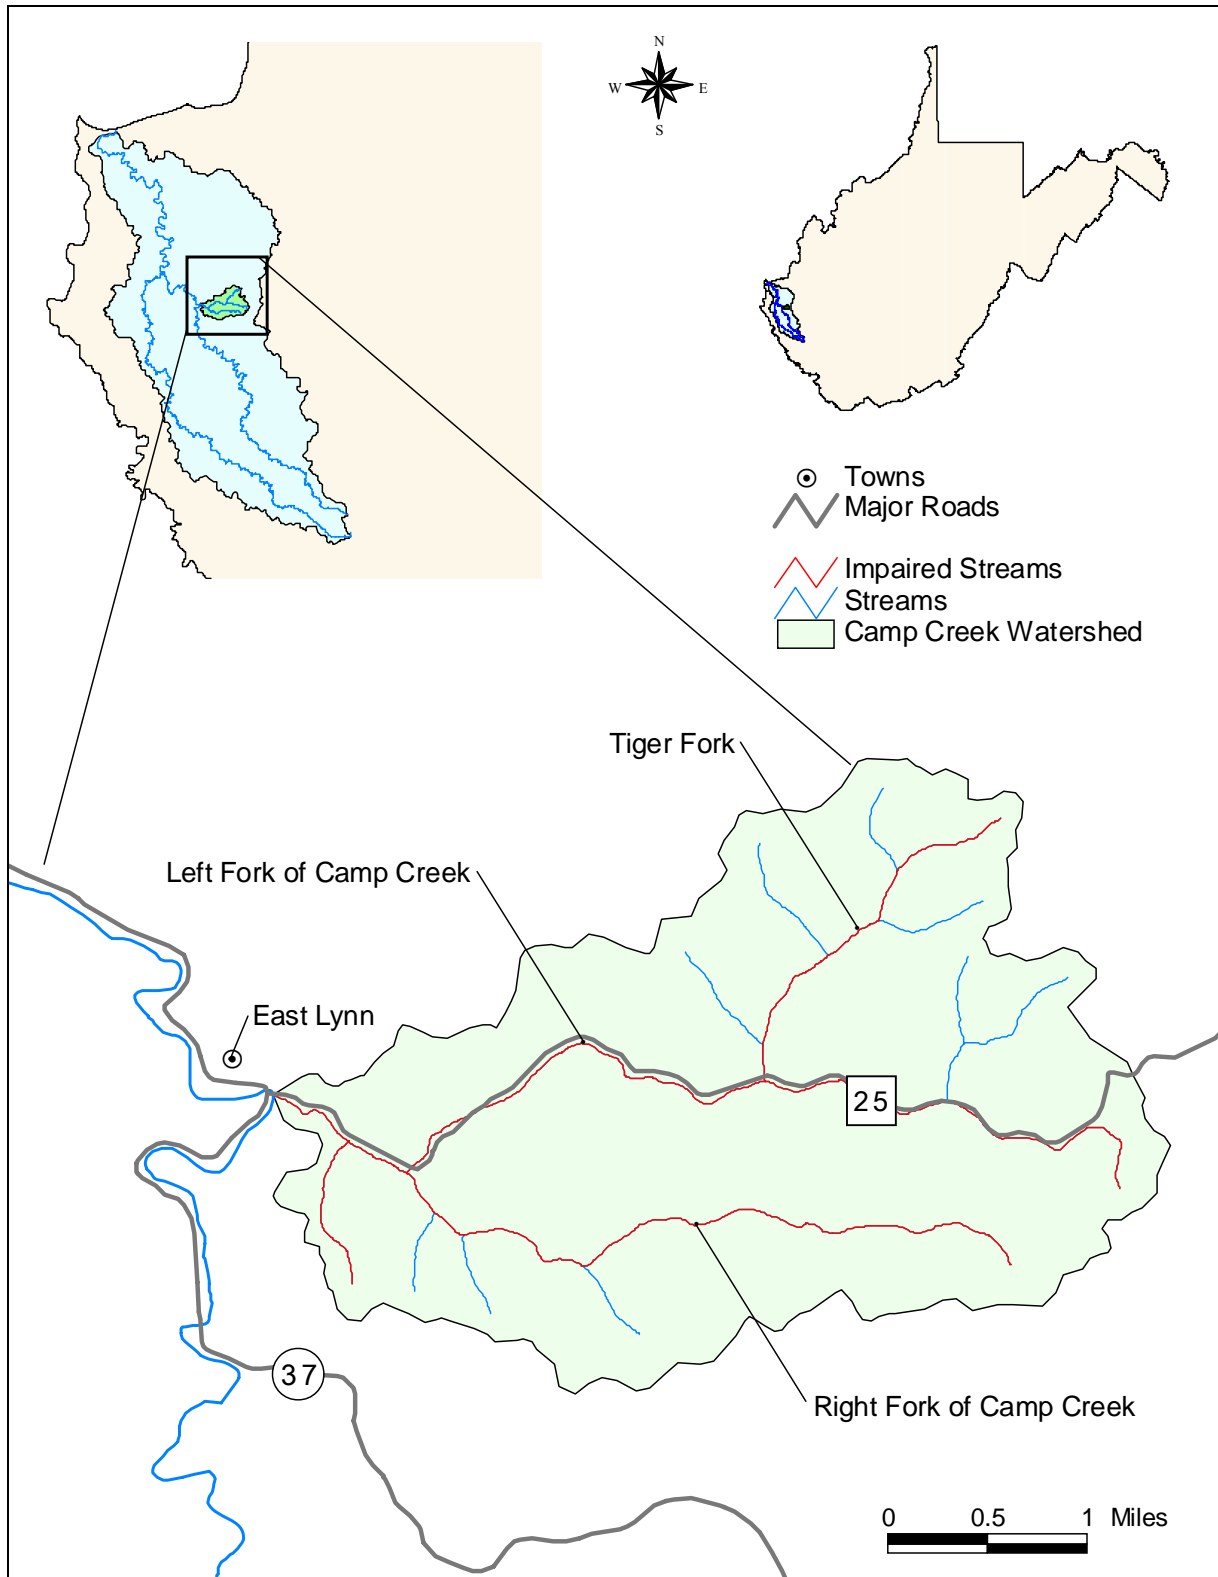 N
W E
S
Towns
Major Roads
Impaired Streams
Streams
Camp Creek Watershed
Tiger Fork
Left Fork of Camp Creek
East Lynn
25
37
Right Fork of Camp Creek
0 0.5 1 Miles